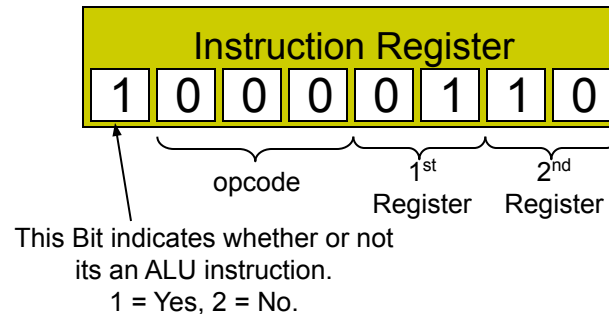 Instruction Register
1 0 0 0 0 1 1 0
opcode
1st
Register
2nd
Register
This Bit indicates whether or not
its an ALU instruction.
1 = Yes, 2 = No.